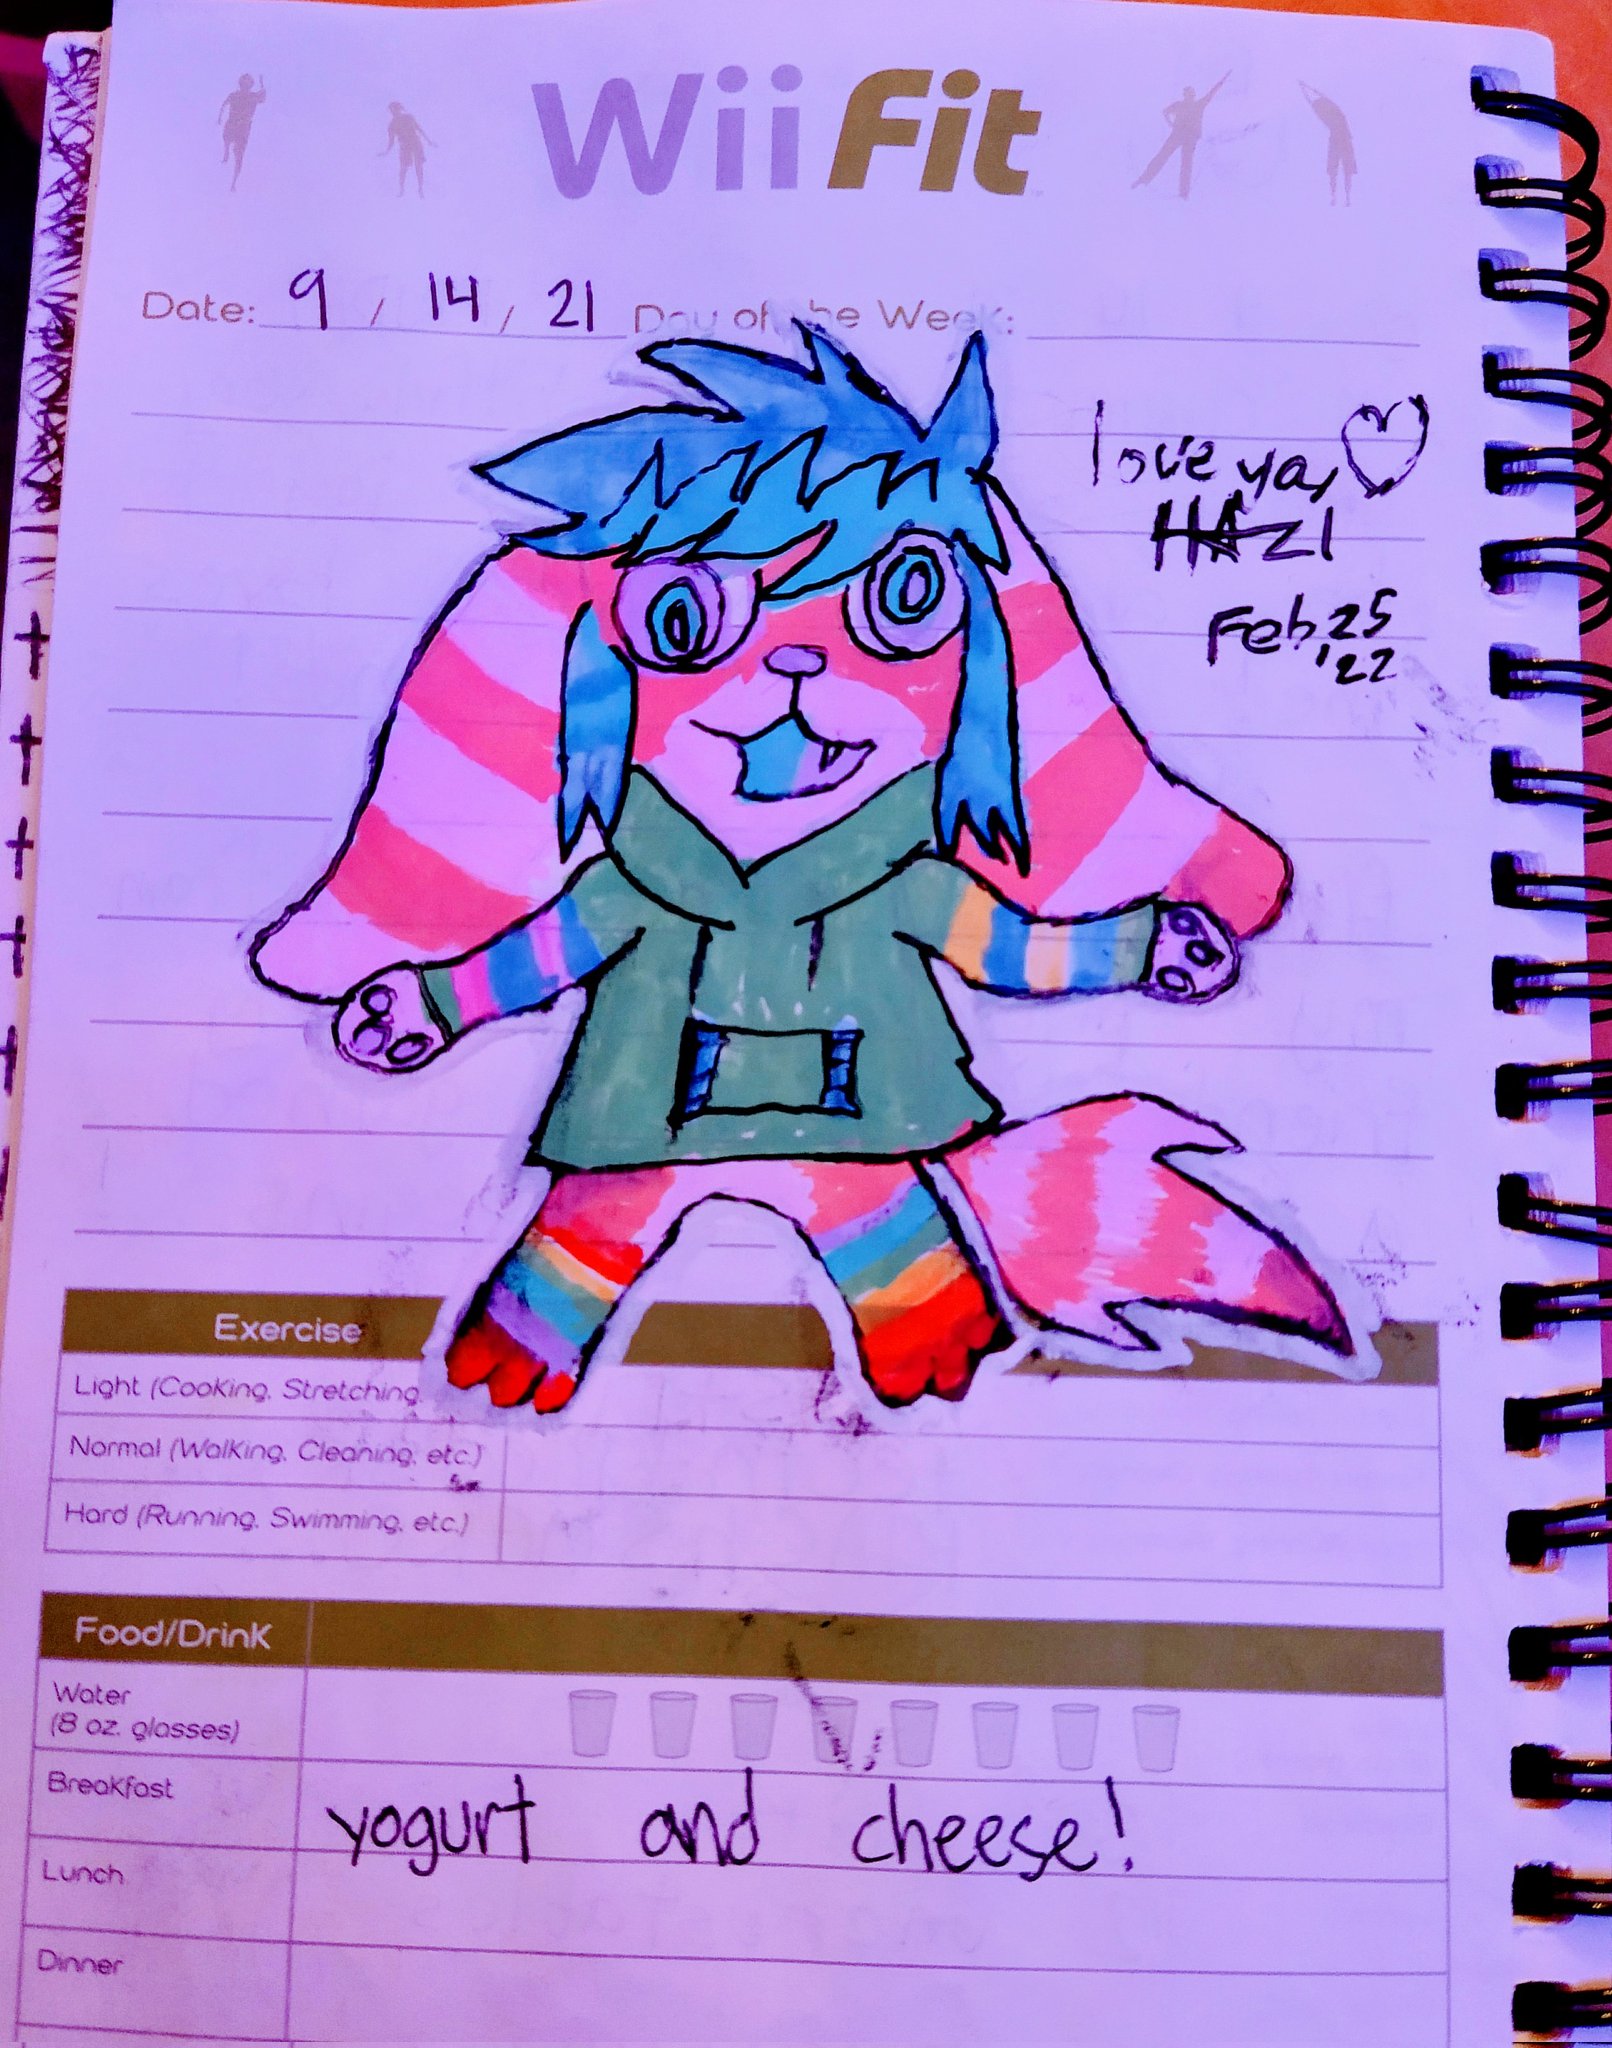 Wii Fit
Date: 9 / 14 / 21 Day of the Week:
love ya, ♡
HAZI
Feb, 25
'22
Exercise
Light (Cooking, Stretching,
Normal (Walking, Cleaning, etc.)
Hard (Running, Swimming, etc.)
Food/Drink
Water
(8 oz. glasses)
Breakfast
yogurt and cheese!
Lunch
Dinner